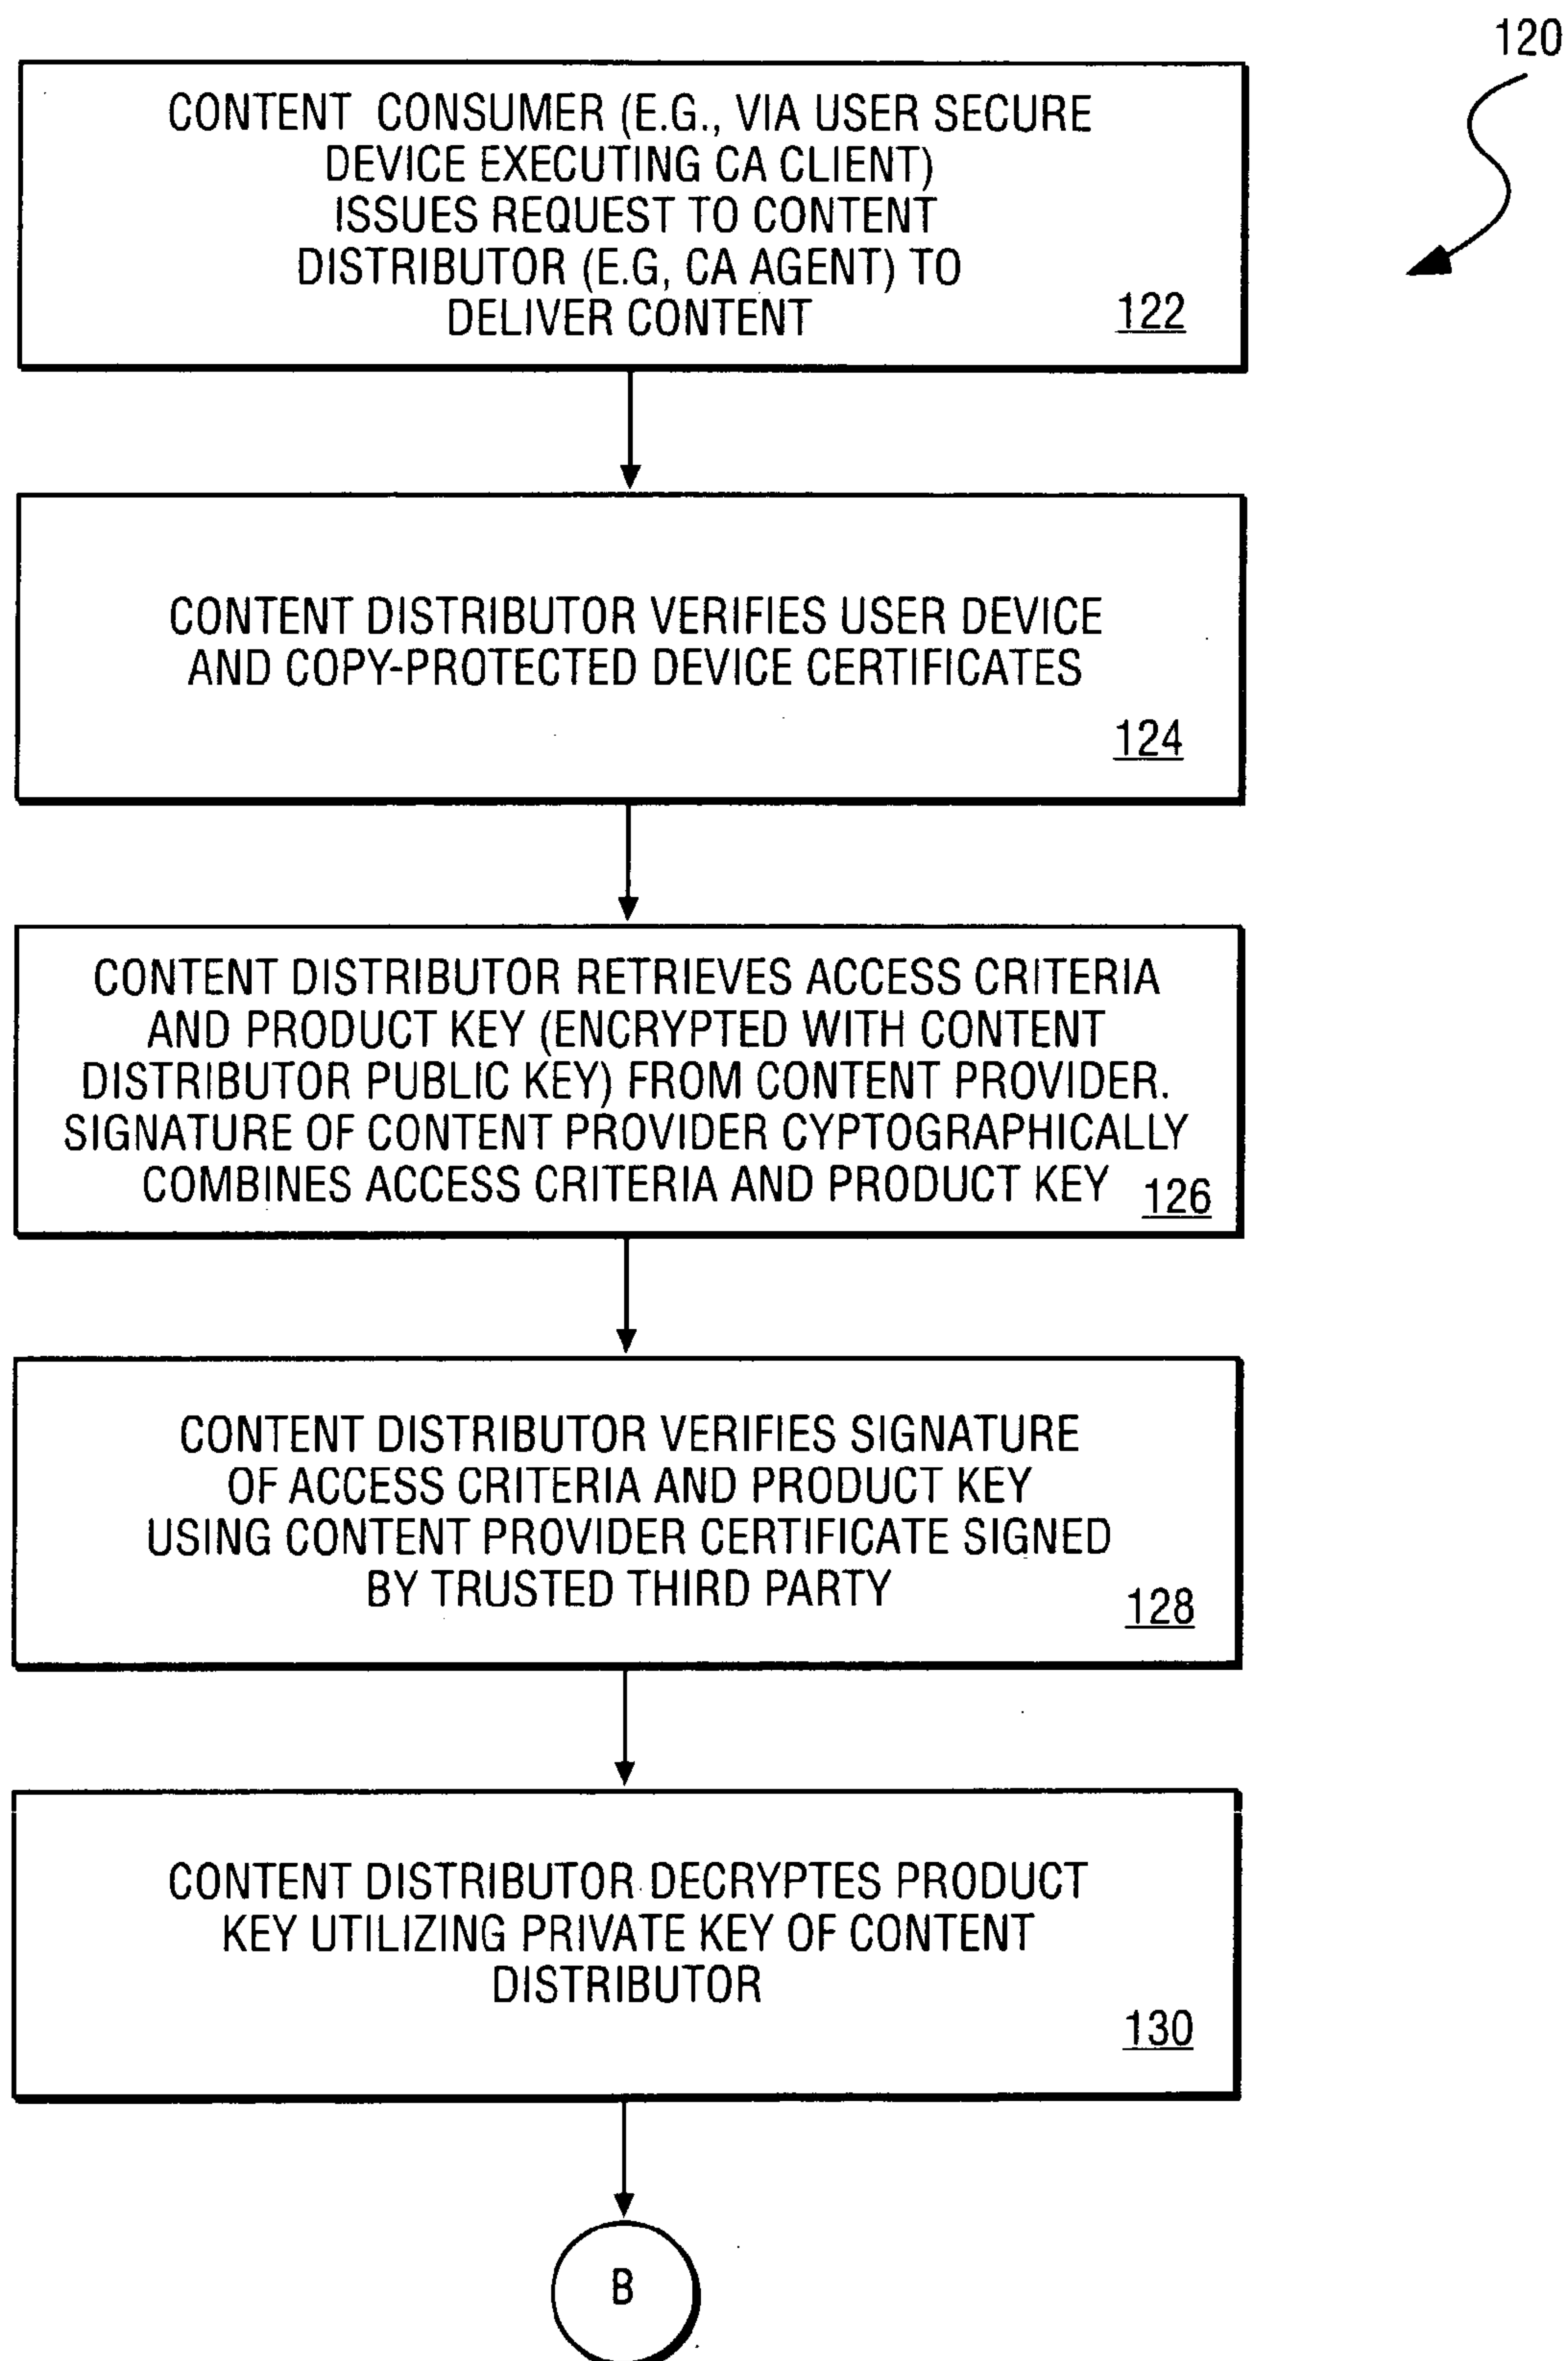 120
CONTENT CONSUMER (E.G., VIA USER SECURE
DEVICE EXECUTING CA CLIENT)
ISSUES REQUEST TO CONTENT
DISTRIBUTOR (E.G, CA AGENT) TO
DELIVER CONTENT
122
CONTENT DISTRIBUTOR VERIFIES USER DEVICE
AND COPY-PROTECTED DEVICE CERTIFICATES
124
CONTENT DISTRIBUTOR RETRIEVES ACCESS CRITERIA
AND PRODUCT KEY (ENCRYPTED WITH CONTENT
DISTRIBUTOR PUBLIC KEY) FROM CONTENT PROVIDER.
SIGNATURE OF CONTENT PROVIDER CYPTOGRAPHICALLY
COMBINES ACCESS CRITERIA AND PRODUCT KEY 126
CONTENT DISTRIBUTOR VERIFIES SIGNATURE
OF ACCESS CRITERIA AND PRODUCT KEY
USING CONTENT PROVIDER CERTIFICATE SIGNED
BY TRUSTED THIRD PARTY
128
CONTENT DISTRIBUTOR DECRYPTES PRODUCT
KEY UTILIZING PRIVATE KEY OF CONTENT
DISTRIBUTOR
130
B